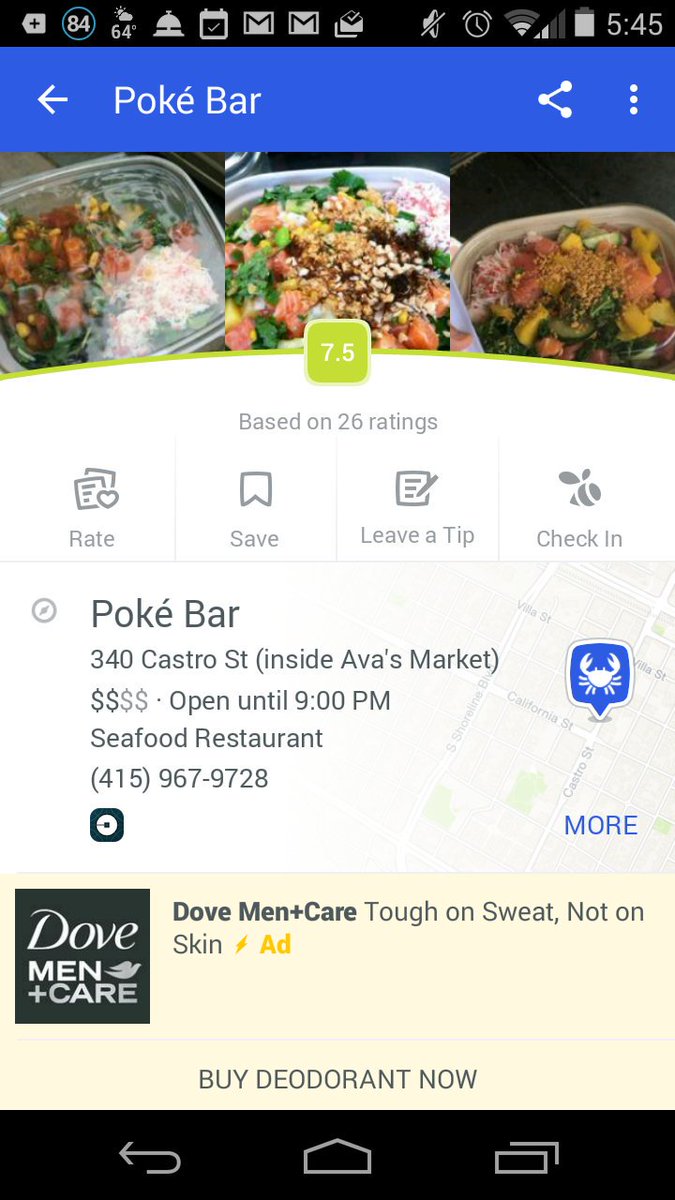 84
64°
5:45
Poké Bar
7.5
Based on 26 ratings
Rate
Save
Leave a Tip
Check In
Poké Bar
340 Castro St (inside Ava's Market)
$$$$ · Open until 9:00 PM
Seafood Restaurant
(415) 967-9728
Villa St
Villa St
S Shoreline Blvd
California St
Castro St
MORE
Dove
MEN
+CARE
Dove Men+Care Tough on Sweat, Not on
Skin Ad
BUY DEODORANT NOW